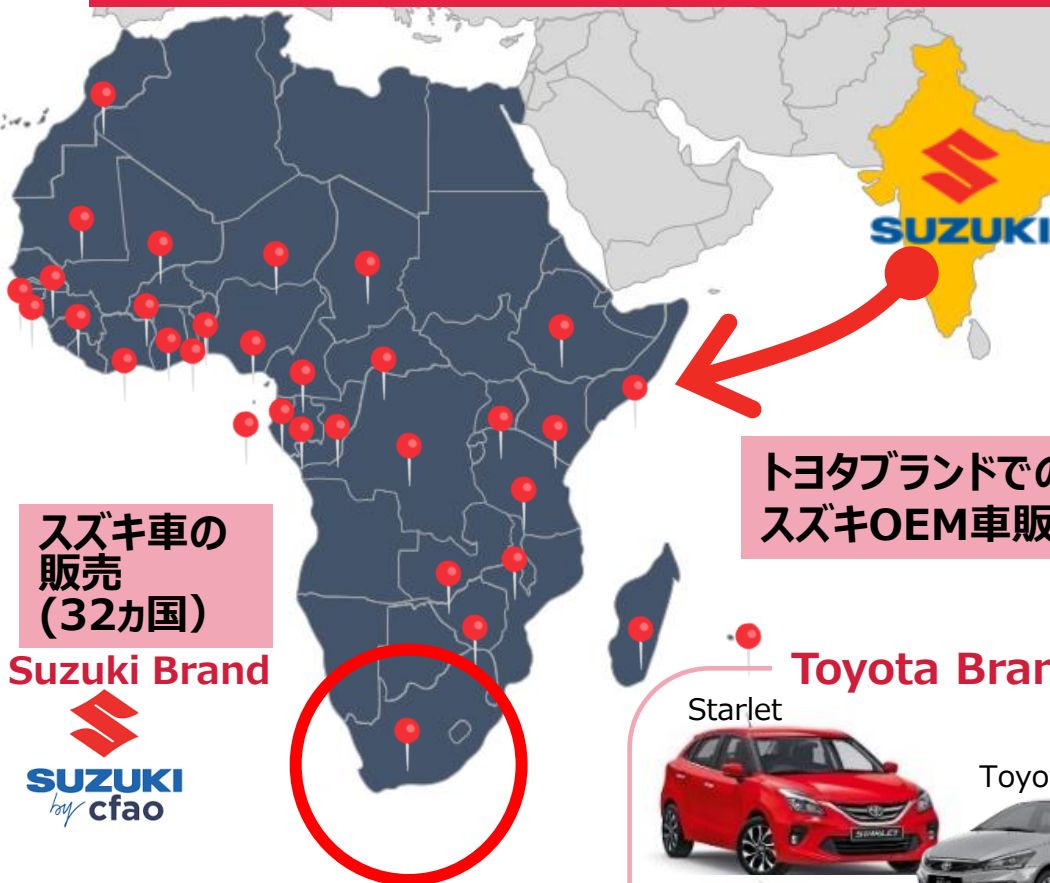 SUZUKI
トヨタブランドでの
スズキOEM車販
スズキ車の
販売
(32ヵ国）
Suzuki Brand
SUZUKI
by cfao
Toyota Bran
Starlet
STARLET
Toyo